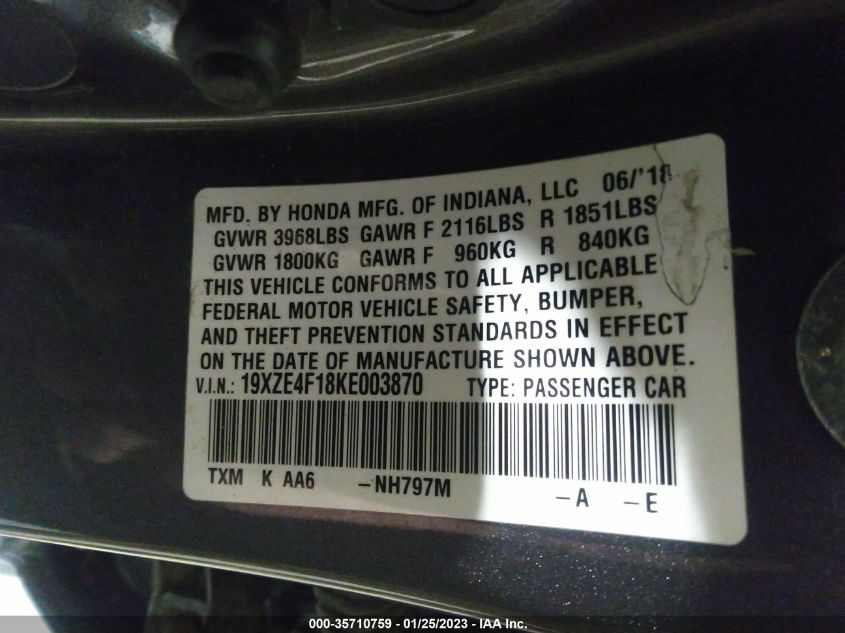 MFD. BY HONDA MFG. OF INDIANA, LLC 06/'18
GVWR 3968LBS GAWR F 2116LBS R 1851LBS
GVWR 1800KG GAWR F 960KG R 840KG
THIS VEHICLE CONFORMS TO ALL APPLICABLE
FEDERAL MOTOR VEHICLE SAFETY, BUMPER,
AND THEFT PREVENTION STANDARDS IN EFFECT
ON THE DATE OF MANUFACTURE SHOWN ABOVE.
V.I.N.: 19XZE4F18KE003870 TYPE: PASSENGER CAR
TXM K AA6 -NH797M -A -E
000-35710759 / 01/25/2023 / IAA Inc.